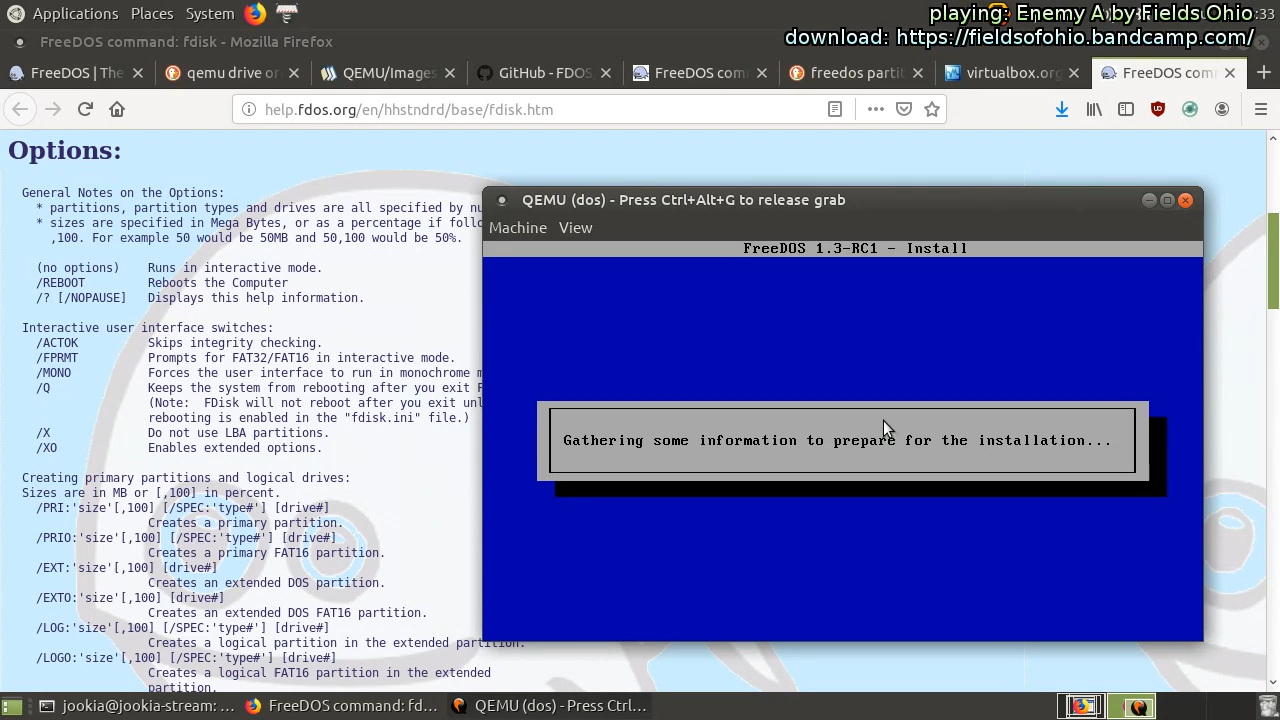 Applications Places System
playing: Enemy A by Fields Ohio
:33
FreeDOS command: fdisk - Mozilla Firefox
download: https://fieldsofohio.bandcamp.com/
FreeDOS | The
qemu drive or
QEMU/Images
GitHub - FDOS
FreeDOS com
freedos partit
virtualbox.org
FreeDOS com
help.fdos.org/en/hhstndrd/base/fdisk.htm
Options:
General Notes on the Options:
* partitions, partition types and drives are all specified by nu
* sizes are specified in Mega Bytes, or as a percentage if follo
,100. For example 50 would be 50MB and 50,100 would be 50%.
(no options) Runs in interactive mode.
/REBOOT Reboots the Computer
/? [/NOPAUSE] Displays this help information.
Interactive user interface switches:
/ACTOK Skips integrity checking.
/FPRMT Prompts for FAT32/FAT16 in interactive mode.
/MONO Forces the user interface to run in monochrome m
/Q Keeps the system from rebooting after you exit F
(Note: FDisk will not reboot after you exit unl
rebooting is enabled in the "fdisk.ini" file.)
/X Do not use LBA partitions.
/XO Enables extended options.
Creating primary partitions and logical drives:
Sizes are in MB or [,100] in percent.
/PRI:'size'[,100] [/SPEC:'type#'] [drive#]
Creates a primary partition.
/PRIO:'size'[,100] [/SPEC:'type#'] [drive#]
Creates a primary FAT16 partition.
/EXT:'size'[,100] [drive#]
Creates an extended DOS partition.
/EXTO:'size'[,100] [drive#]
Creates an extended DOS FAT16 partition.
/LOG:'size'[,100] [/SPEC:'type#'] [drive#]
Creates a logical partition in the extended partition.
/LOGO:'size'[,100] [/SPEC:'type#'] [drive#]
Creates a logical FAT16 partition in the extended
partition.
QEMU (dos) - Press Ctrl+Alt+G to release grab
Machine View
FreeDOS 1.3-RC1 - Install
Gathering some information to prepare for the installation...
jookia@jookia-stream: ...
FreeDOS command: fd...
QEMU (dos) - Press Ctrl...